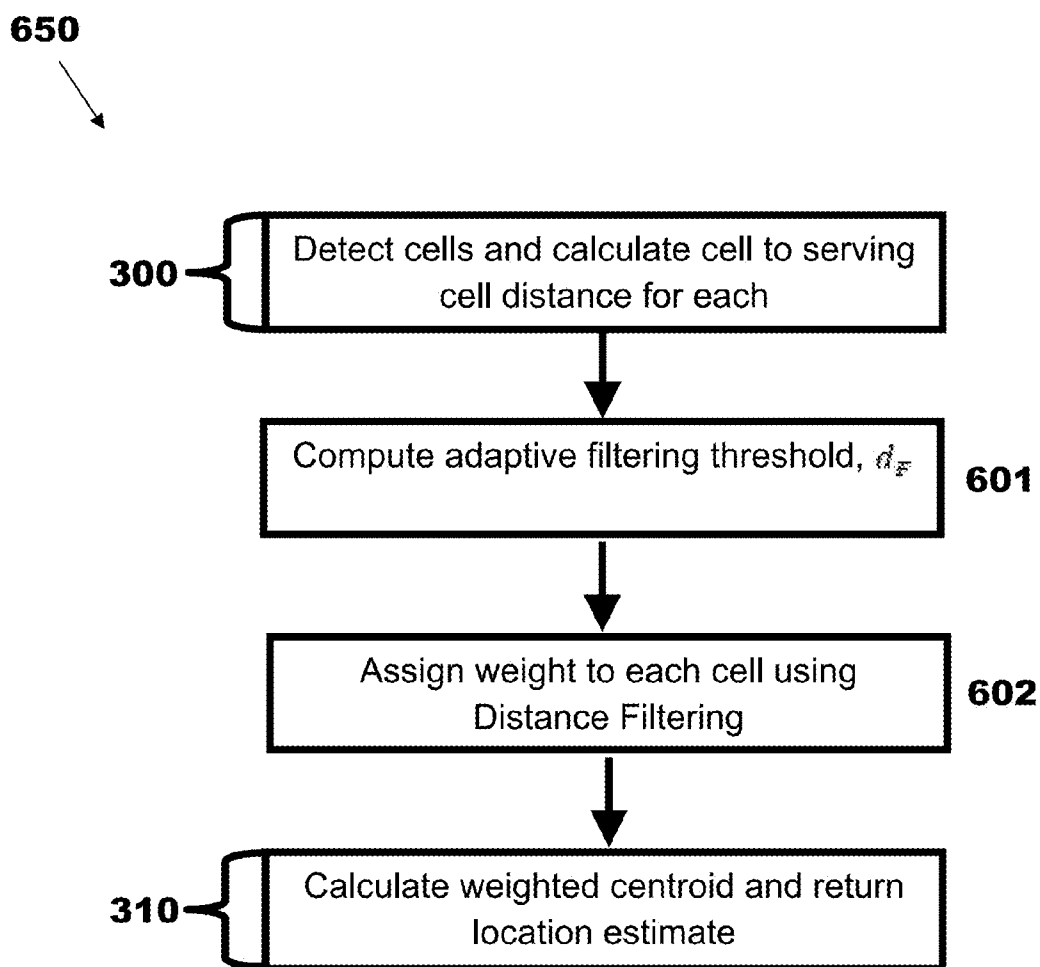 650
300
Detect cells and calculate cell to serving
cell distance for each
Compute adaptive filtering threshold, d_F
601
Assign weight to each cell using
Distance Filtering
602
310
Calculate weighted centroid and return
location estimate